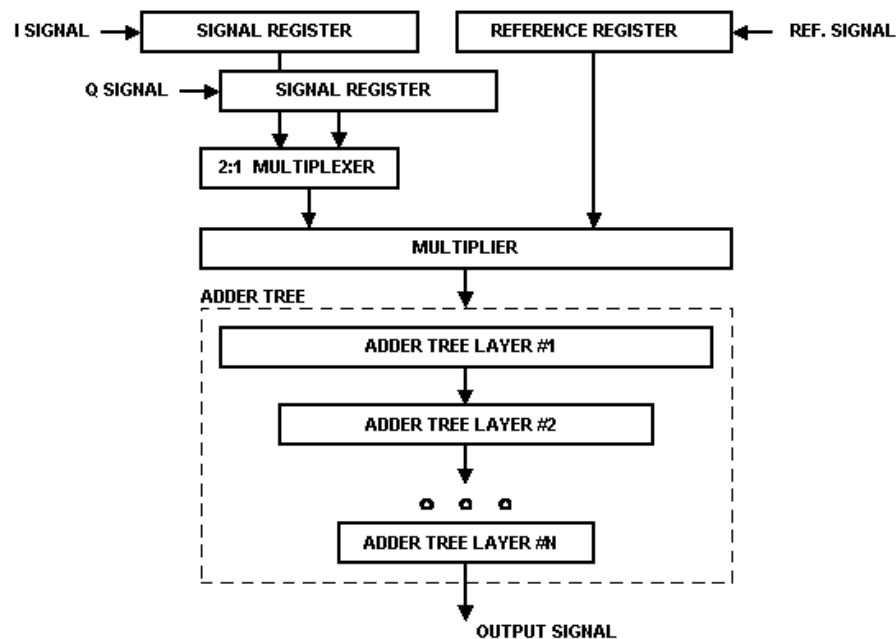 I SIGNAL
SIGNAL REGISTER
REFERENCE REGISTER
REF. SIGNAL
Q SIGNAL
SIGNAL REGISTER
2:1 MULTIPLEXER
MULTIPLIER
ADDER TREE
ADDER TREE LAYER #1
ADDER TREE LAYER #2
ADDER TREE LAYER #N
OUTPUT SIGNAL